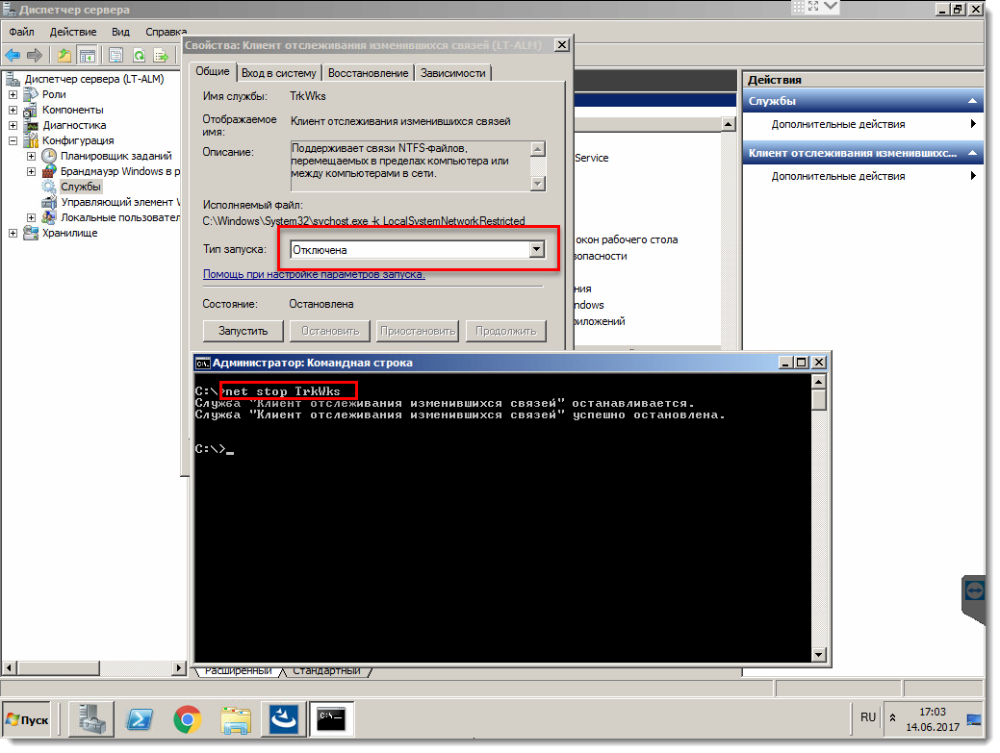 Диспетчер сервера
Файл Действие Вид Справка
Свойства: Клиент отслеживания изменившихся связей (LT-ALM)
Общие Вход в систему Восстановление Зависимости
Имя службы: TrkWks
Отображаемое
имя:
Клиент отслеживания изменившихся связей
Описание:
Поддерживает связи NTFS-файлов,
перемещаемых в пределах компьютера или
между компьютерами в сети.
Исполняемый файл:
C:\Windows\System32\svchost.exe -k LocalSystemNetworkRestricted
Тип запуска: Отключена
Помощь при настройке параметров запуска.
Состояние: Остановлена
Запустить Остановить Приостановить Продолжить
Диспетчер сервера (LT-ALM)
Роли
Компоненты
Диагностика
Конфигурация
Планировщик заданий
Брандмауэр Windows в р
Службы
Управляющий элемент W
Локальные пользовател
Хранилище
Service
окон рабочего стола
зопасности
ния
ndows
риложений
Действия
Службы
Дополнительные действия
Клиент отслеживания изменившихс...
Дополнительные действия
Администратор: Командная строка
C:\>net stop TrkWks
Служба "Клиент отслеживания изменившихся связей" останавливается.
Служба "Клиент отслеживания изменившихся связей" успешно остановлена.
C:\>_
Расширенный Стандартный
Пуск
C:\>_
RU
17:03
14.06.2017